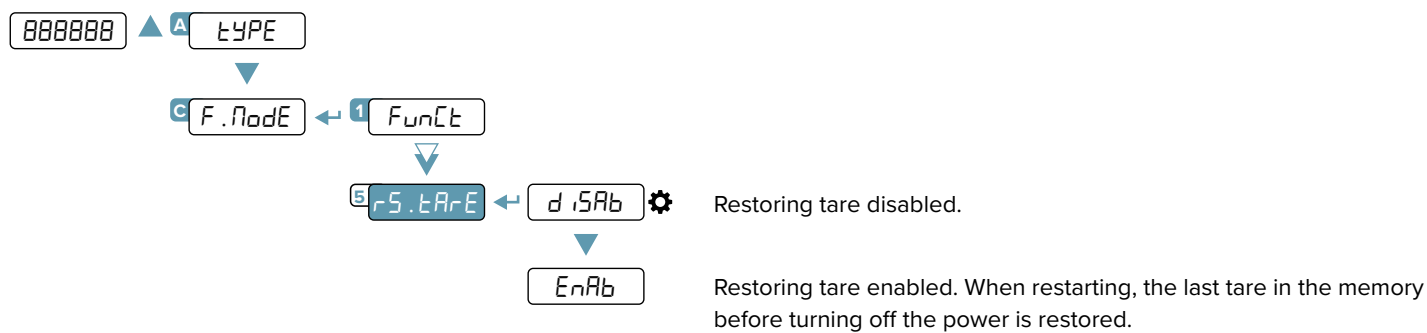 888888 A tYPE
C F.ModE 1 FunCt
5 rS.tArE diSAb Restoring tare disabled.
EnAb Restoring tare enabled. When restarting, the last tare in the memory
before turning off the power is restored.